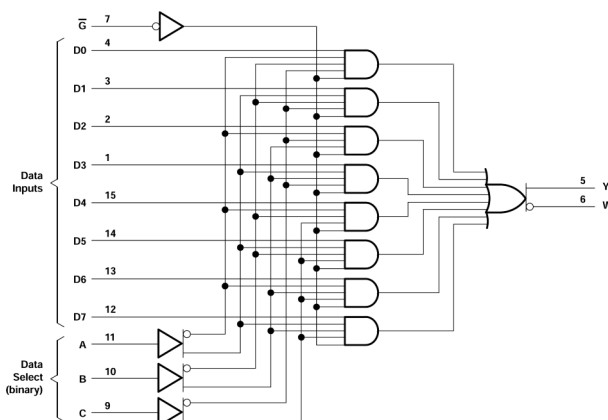 G 7
D0 4
D1 3
D2 2
D3 1
Data
Inputs
D4 15
D5 14
D6 13
D7 12
A 11
Data
Select
(binary)
B 10
C 9
5 Y
6 W